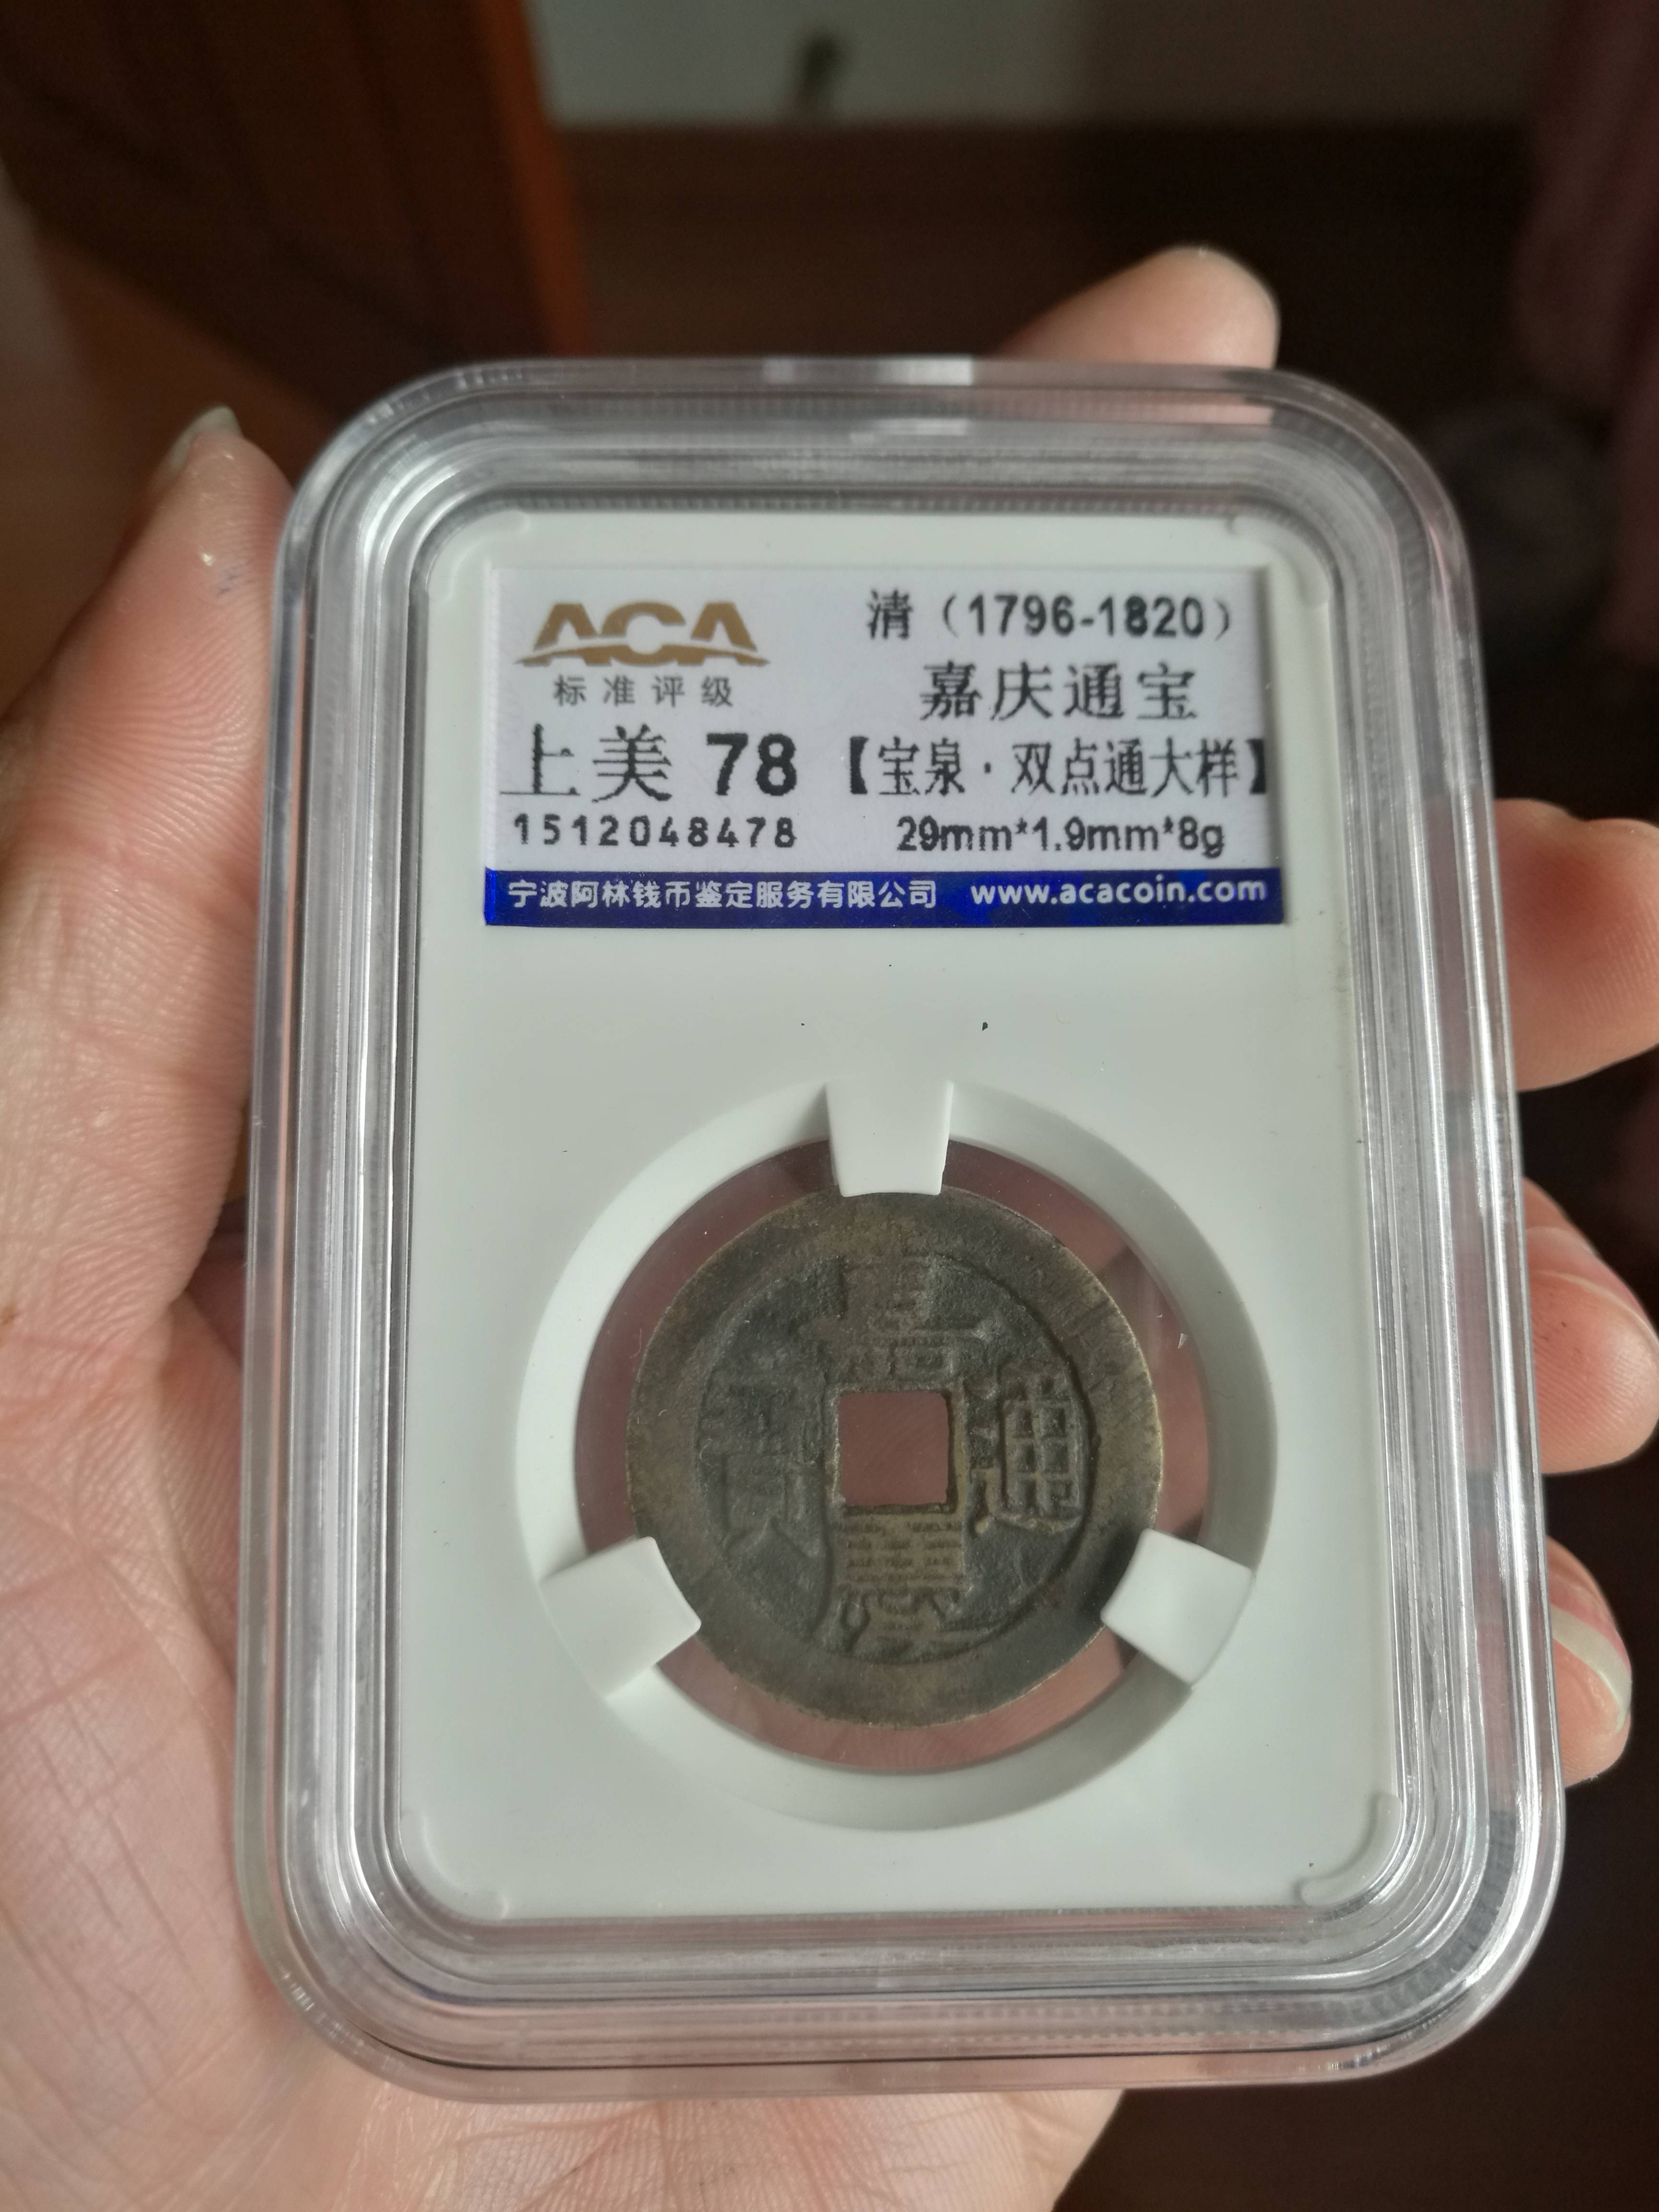 ACA
标准评级
上美 78
1512048478
清（1796-1820）
嘉庆通宝
【宝泉·双点通大样】
29mm*1.9mm*8g
宁波阿林钱币鉴定服务有限公司 www.acacoin.com
嘉慶通寶